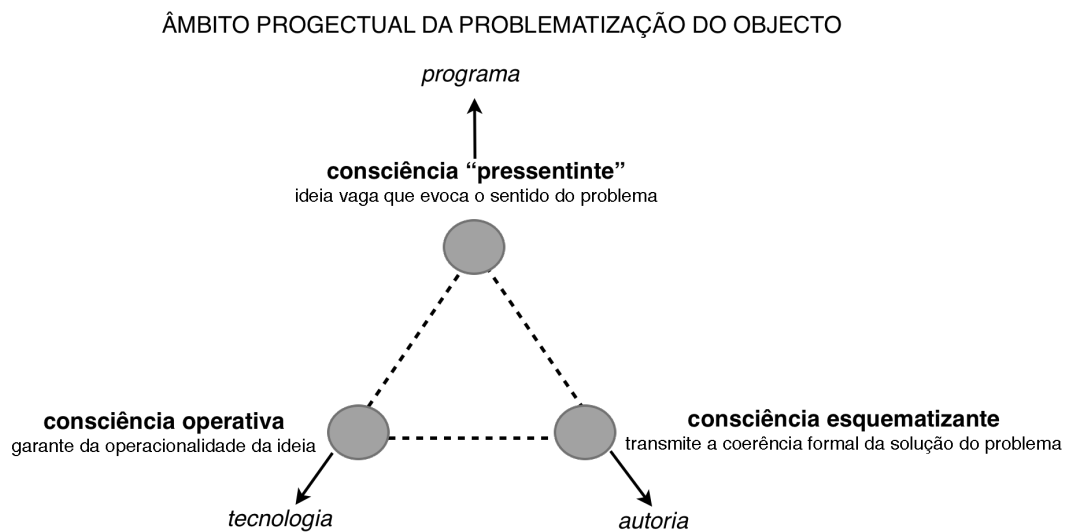 ÂMBITO PROGECTUAL DA PROBLEMATIZAÇÃO DO OBJECTO
programa
consciência “pressentinte”
ideia vaga que evoca o sentido do problema
consciência operativa
garante da operacionalidade da ideia
consciência esquematizante
transmite a coerência formal da solução do problema
tecnologia
autoria